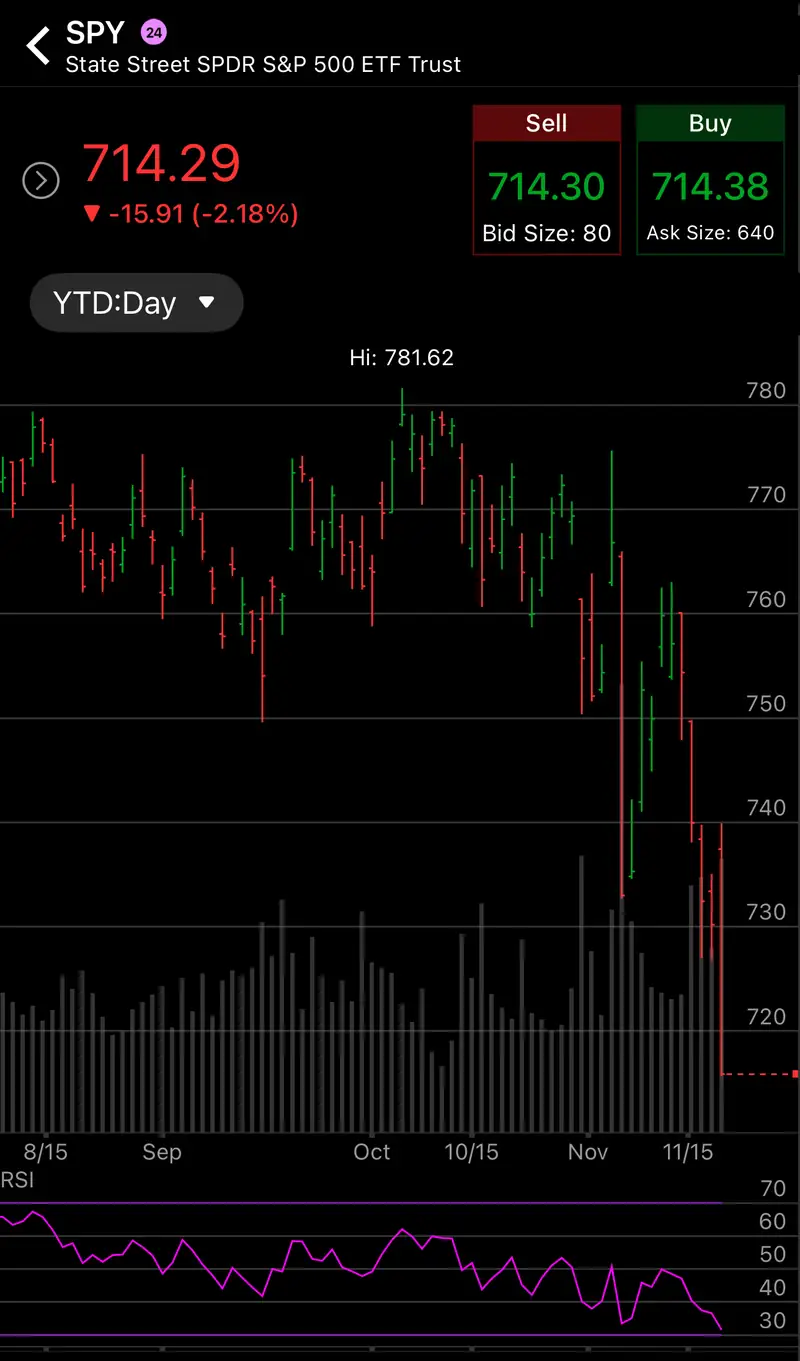 SPY 24
State Street SPDR S&P 500 ETF Trust
714.29
▼ -15.91 (-2.18%)
Sell
714.30
Bid Size: 80
Buy
714.38
Ask Size: 640
YTD:Day ▼
Hi: 781.62
780
770
760
750
740
730
720
8/15 Sep Oct 10/15 Nov 11/15
RSI
70
60
50
40
30